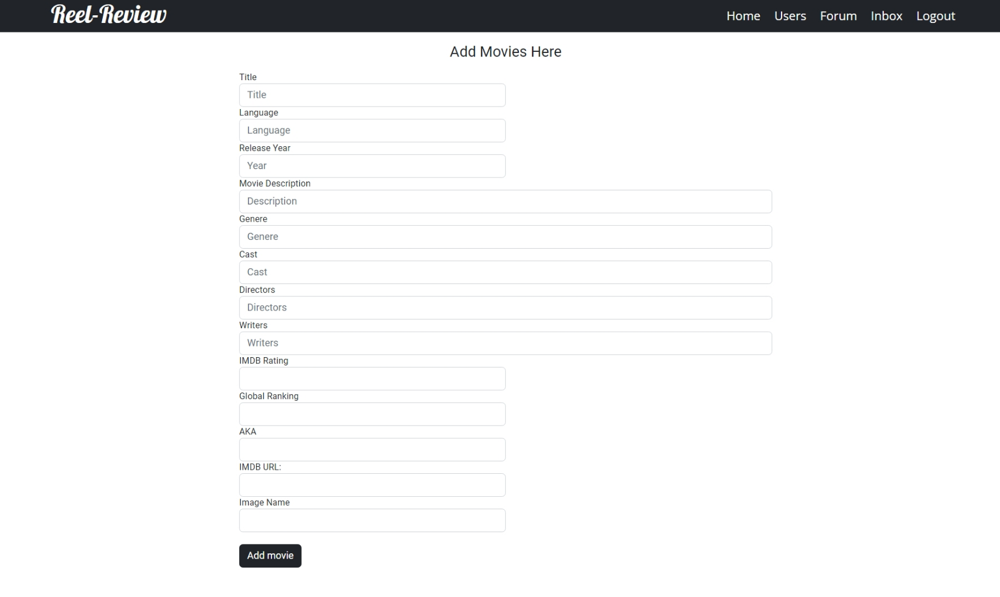 Reel-Review
Home Users Forum Inbox Logout
Add Movies Here
Title
Title
Language
Language
Release Year
Year
Movie Description
Description
Genere
Genere
Cast
Cast
Directors
Directors
Writers
Writers
IMDB Rating
Global Ranking
AKA
IMDB URL:
Image Name
Add movie